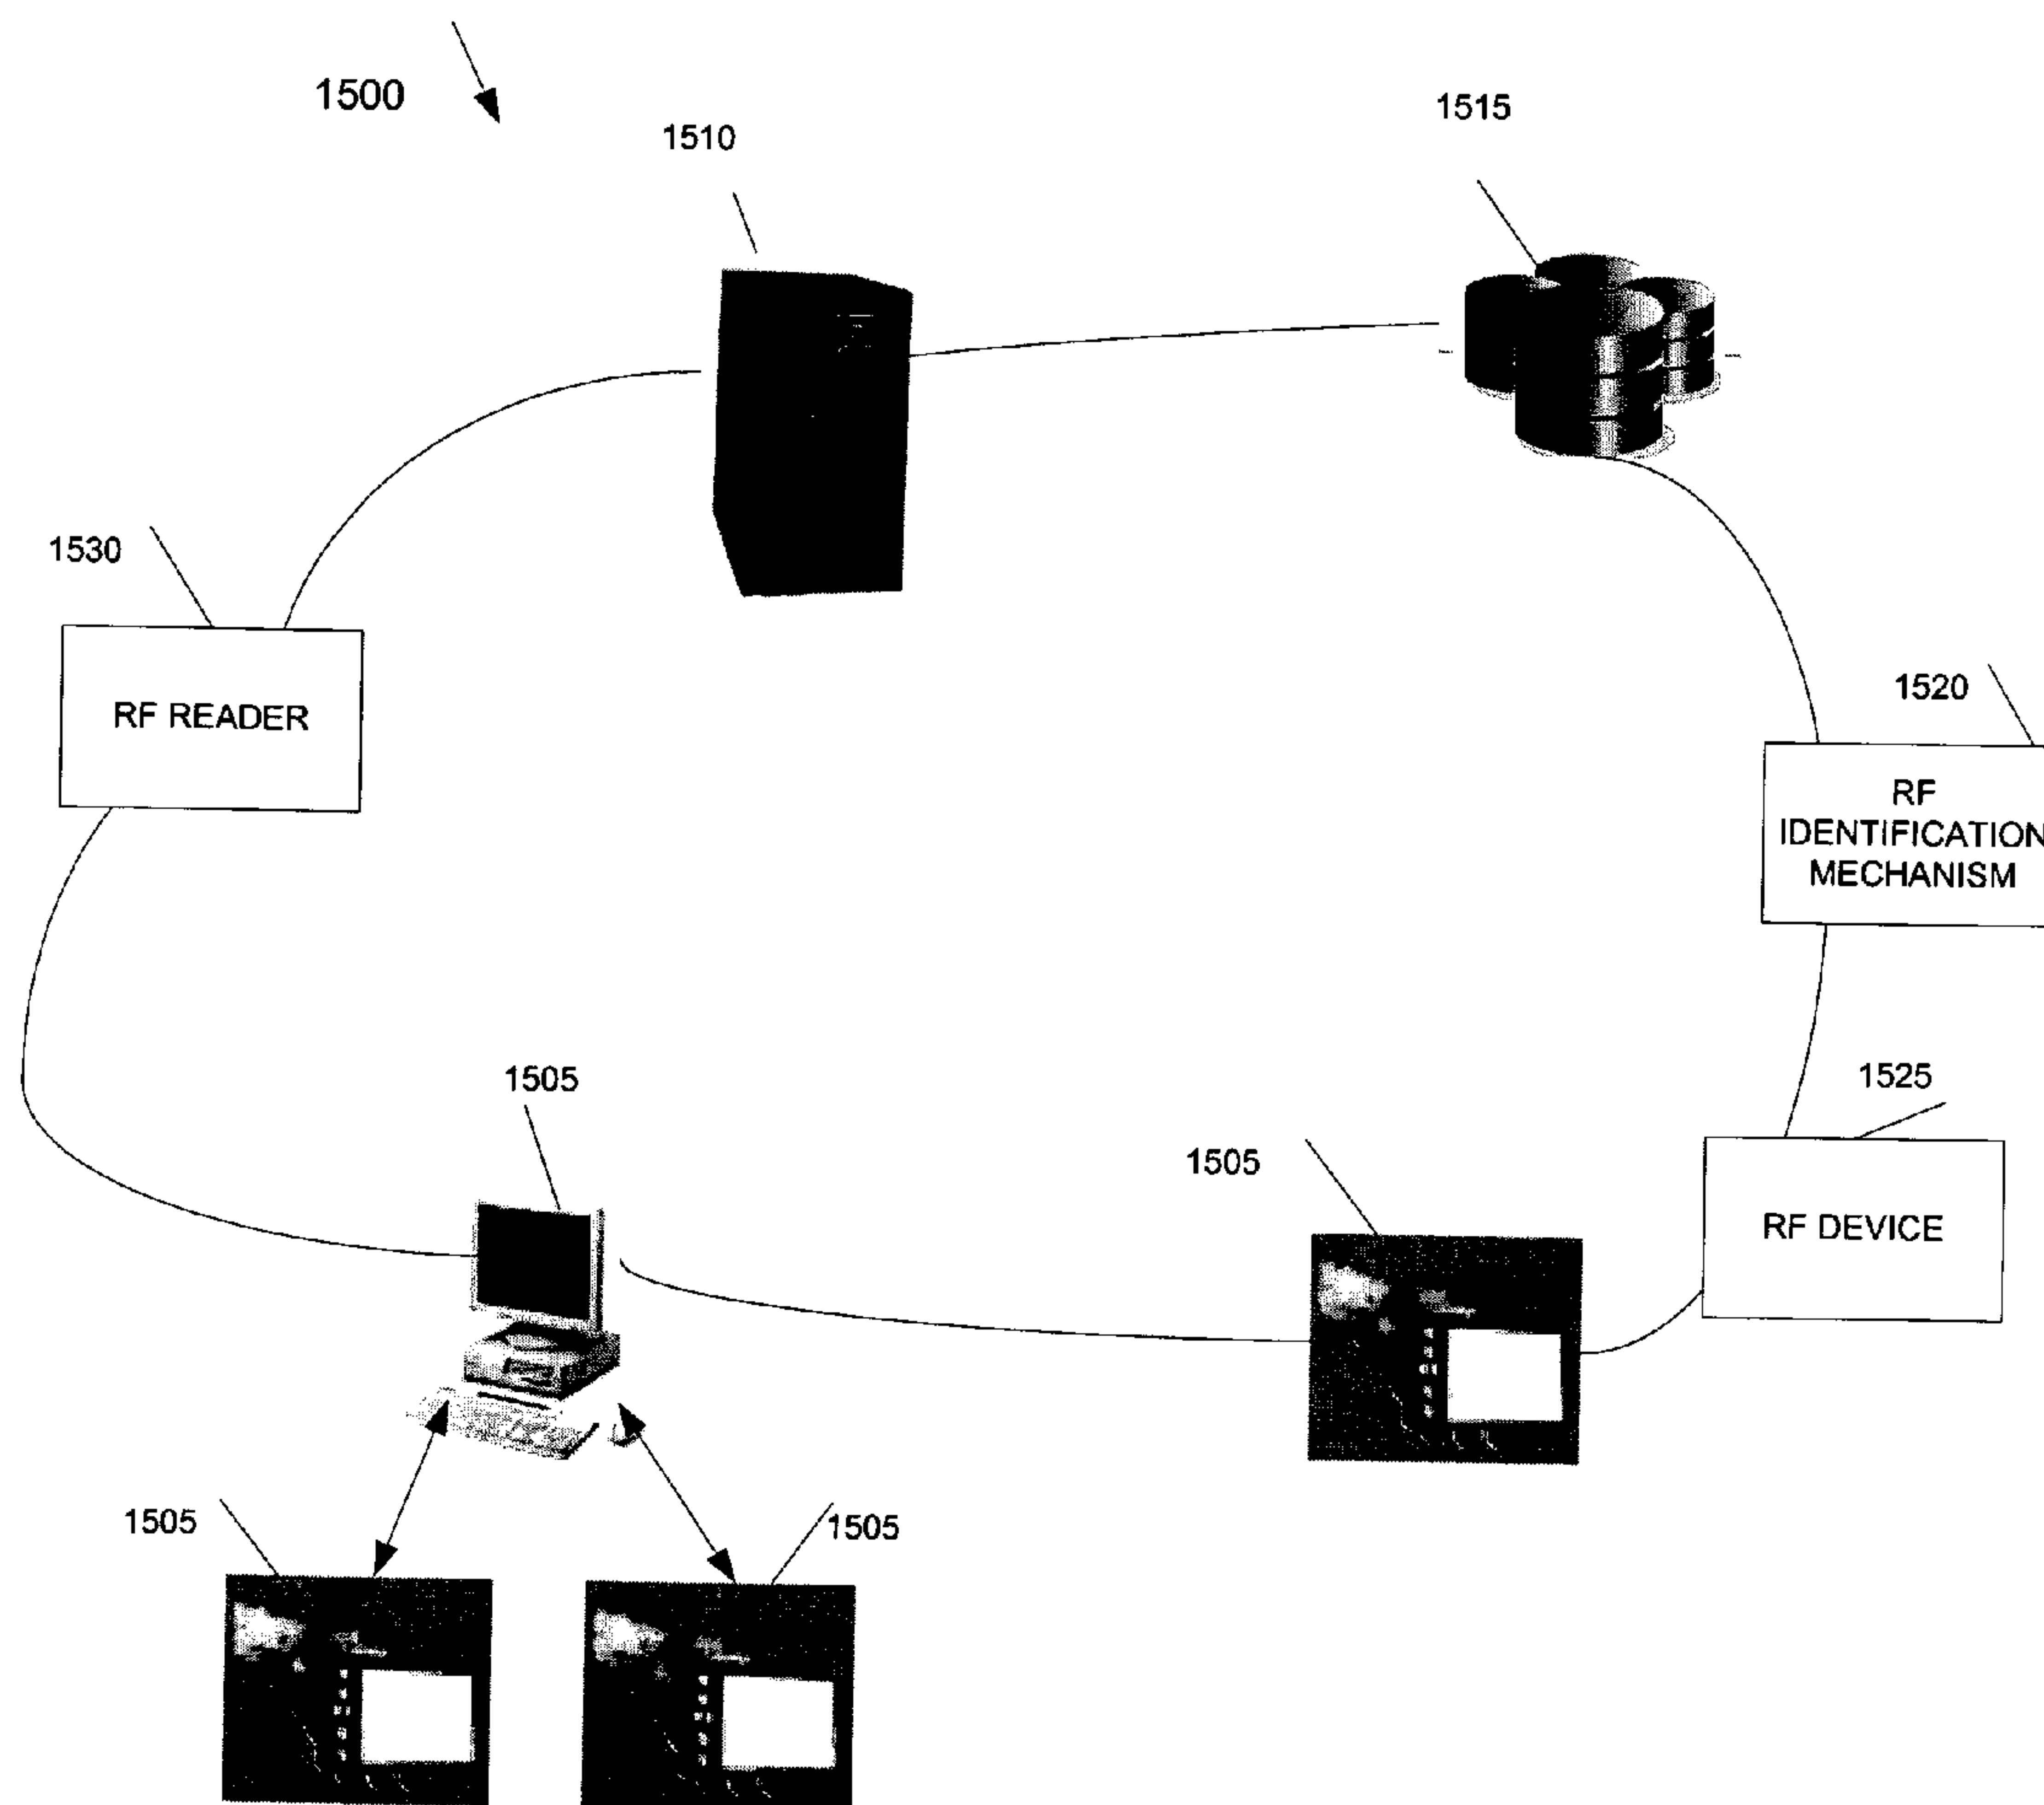 1500
1510
1515
1530
RF READER
1520
RF
IDENTIFICATION
MECHANISM
1505
1525
1505
RF DEVICE
1505
1505